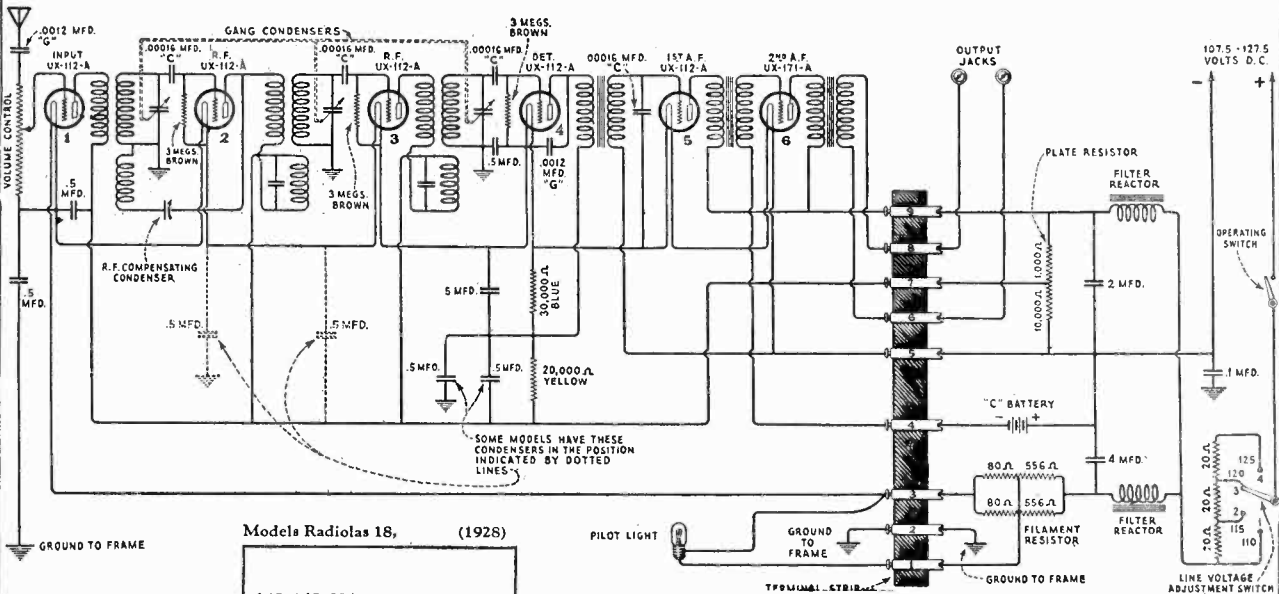 .0012 MFD.
"G"
INPUT
UX-112-A
VOLUME CONTROL
1
GANG CONDENSERS
.00016 MFD.
"C"
R.F.
UX-112-A
2
3 MEGS.
BROWN
.00016 MFD.
"C"
R.F.
UX-112-A
3
3 MEGS.
BROWN
3 MEGS.
BROWN
.00016 MFD.
"C"
DET.
UX-112-A
4
.5 MFD.
.0012
MFD.
"G"
.00016 MFD.
"C"
1ST A.F.
UX-112-A
5
2ND A.F.
UX-171-A
6
OUTPUT
JACKS
107.5 -127.5
VOLTS D.C.
-
+
.5
MFD.
.5
MFD.
R.F. COMPENSATING
CONDENSER
.5 MFD.
.5 MFD.
.5 MFD.
30,000 Ω
BLUE
.5 MFD.
.5 MFD.
20,000 Ω
YELLOW
SOME MODELS HAVE THESE
CONDENSERS IN THE POSITION
INDICATED BY DOTTED
LINES
PLATE RESISTOR
FILTER
REACTOR
OPERATING
SWITCH
9
8
7
6
5
4
3
2
1
1,000 Ω
10,000 Ω
2 MFD.
.1 MFD.
"C" BATTERY
-
+
4 MFD.
80 Ω
556 Ω
80 Ω
556 Ω
FILAMENT
RESISTOR
FILTER
REACTOR
20 Ω
20 Ω
20 Ω
125
4
120
3
2
115
1
110
LINE VOLTAGE
ADJUSTMENT SWITCH
PILOT LIGHT
GROUND
TO
FRAME
GROUND TO FRAME
TERMINAL STRIP
GROUND TO FRAME
Models Radiolas 18, (1928)